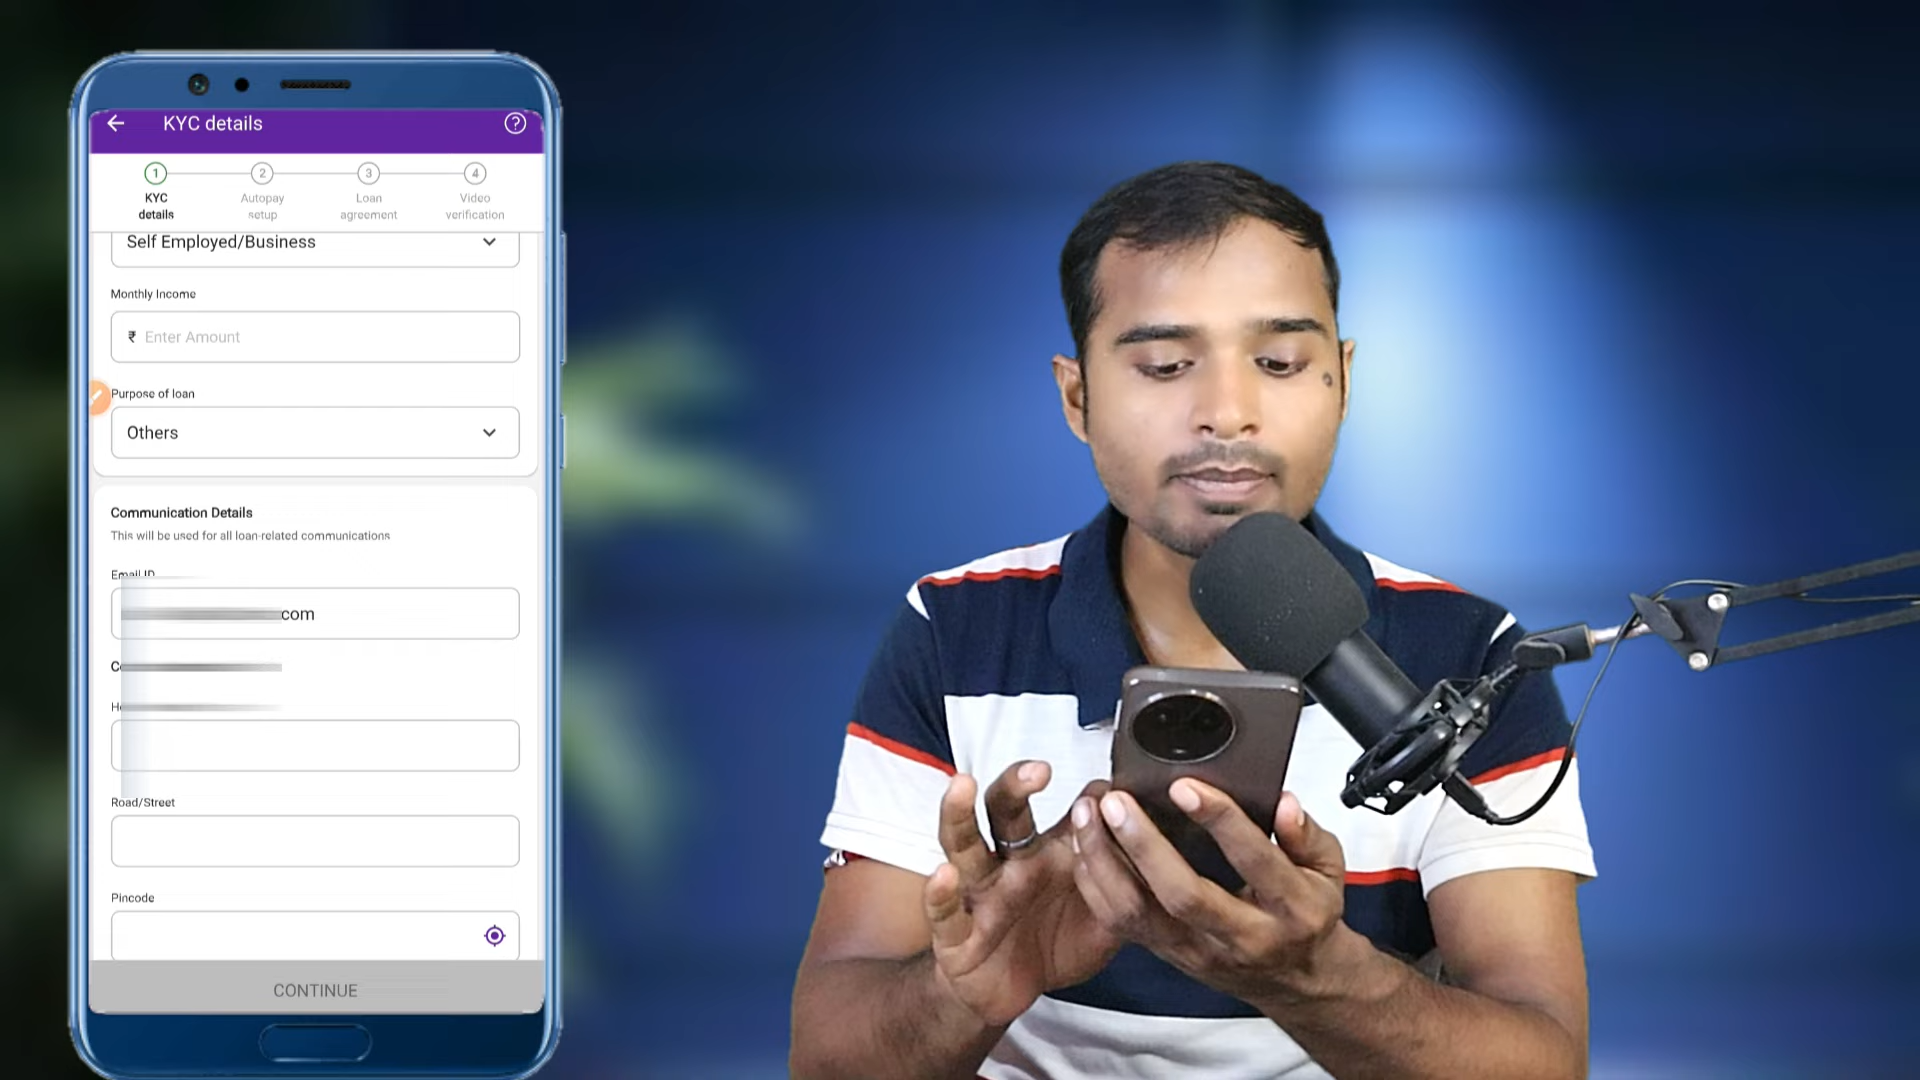 KYC details
?
1
2
3
4
KYC
details
Autopay
setup
Loan
agreement
Video
verification
Self Employed/Business
Monthly Income
₹ Enter Amount
Purpose of loan
Others
Communication Details
This will be used for all loan-related communications
Email ID
com
Road/Street
Pincode
CONTINUE